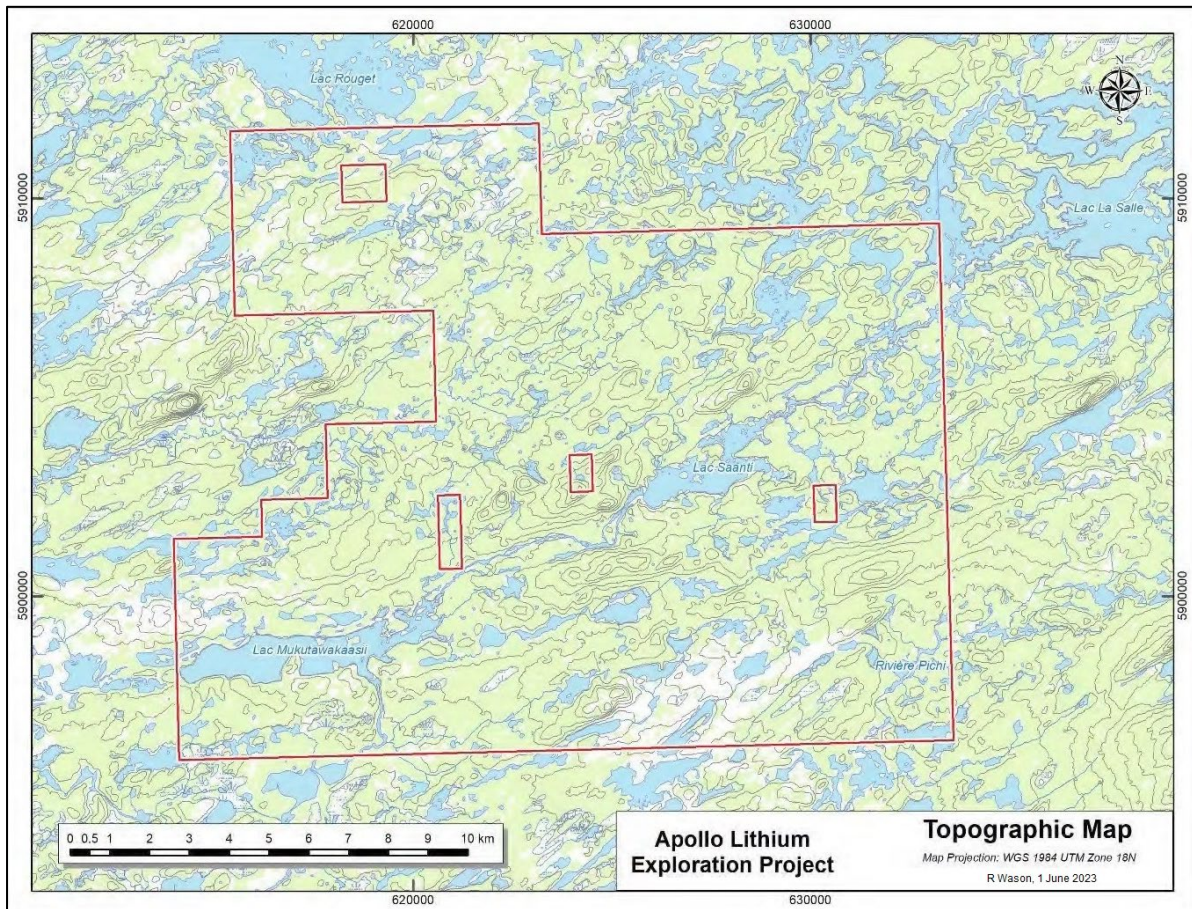 620000
630000
Lac Rouget
N
W E
S
5910000
5910000
Lac La Salle
Lac Saanti
5900000
5900000
Lac Mukutawakaasii
Rivière Pichi
0 0.5 1 2 3 4 5 6 7 8 9 10 km
Apollo Lithium
Exploration Project
Topographic Map
Map Projection: WGS 1984 UTM Zone 18N
R Wason, 1 June 2023
620000
630000